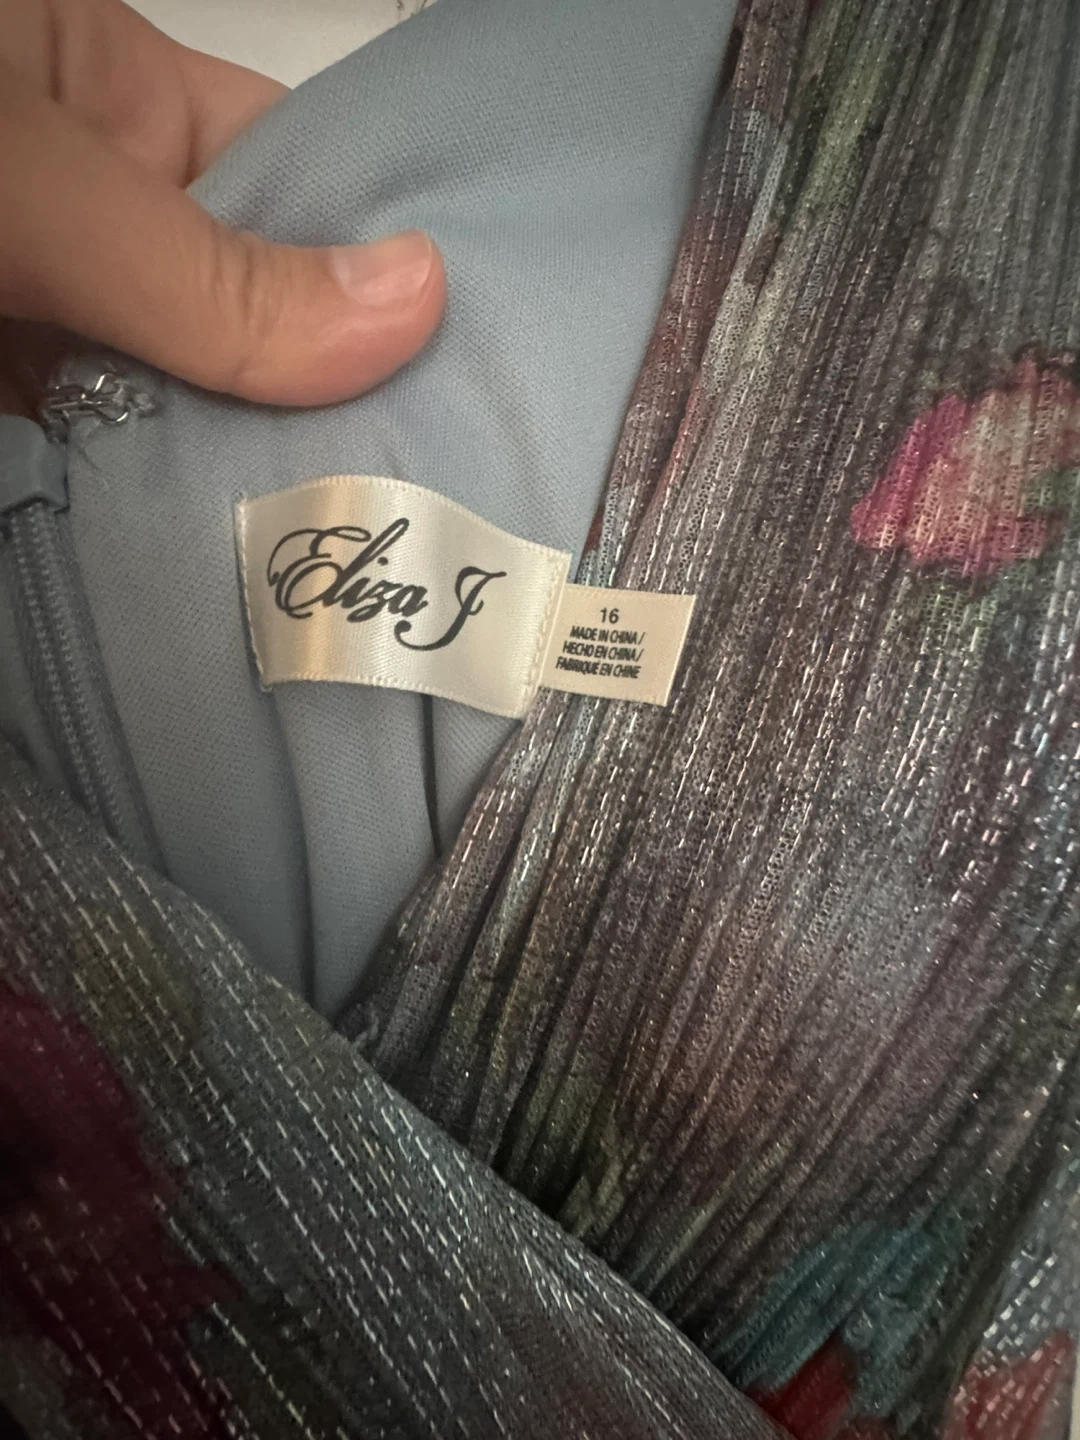 Eliza J
16
MADE IN CHINA/
HECHO EN CHINA/
FABRIQUE EN CHINE